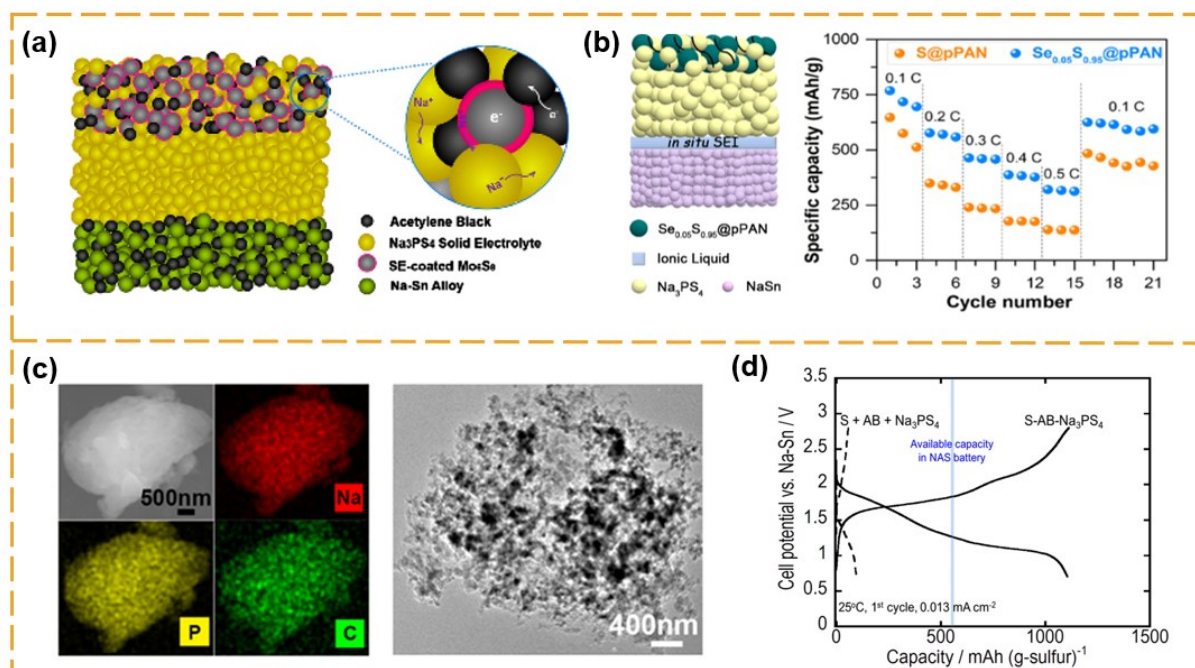 (a)
Na⁺
e⁻
e⁻
Na⁺
Acetylene Black
Na₃PS₄ Solid Electrolyte
SE-coated Mo₆S₈
Na-Sn Alloy
(b)
in situ SEI
Se₀.₀₅S₀.₉₅@pPAN
Ionic Liquid
Na₃PS₄
NaSn
S@pPAN
Se₀.₀₅S₀.₉₅@pPAN
Specific capacity (mAh/g)
1000
750
500
250
0
0.1 C
0.2 C
0.3 C
0.4 C
0.5 C
0.1 C
0 3 6 9 12 15 18 21
Cycle number
(c)
500nm
Na
P
C
400nm
(d)
Cell potential vs. Na-Sn / V
3.5
3
2.5
2
1.5
1
0.5
0
S + AB + Na₃PS₄
S-AB-Na₃PS₄
Available capacity
in NAS battery
25°C, 1st cycle, 0.013 mA cm⁻²
0 500 1000 1500
Capacity / mAh (g-sulfur)⁻¹